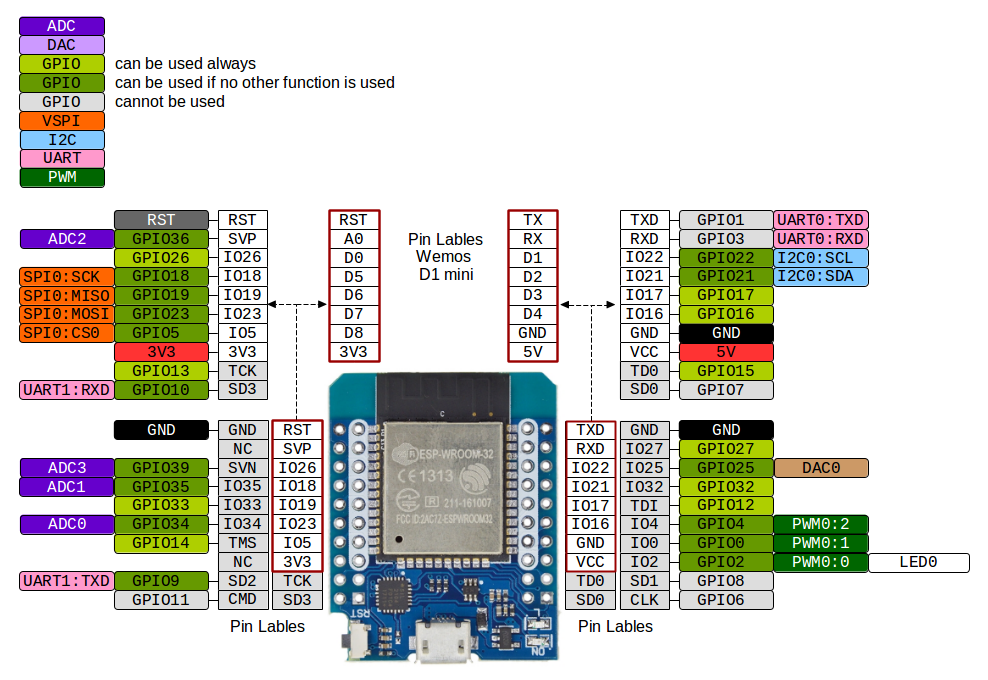 ADC
DAC
GPIO can be used always
GPIO can be used if no other function is used
GPIO cannot be used
VSPI
I2C
UART
PWM
RST RST RST TX TXD GPIO1 UART0:TXD
ADC2 GPIO36 SVP A0 Pin Lables RX RXD GPIO3 UART0:RXD
GPIO26 IO26 D0 Wemos D1 IO22 GPIO22 I2C0:SCL
SPI0:SCK GPIO18 IO18 D5 D1 mini D2 IO21 GPIO21 I2C0:SDA
SPI0:MISO GPIO19 IO19 D6 D3 IO17 GPIO17
SPI0:MOSI GPIO23 IO23 D7 D4 IO16 GPIO16
SPI0:CS0 GPIO5 IO5 D8 GND GND GND
3V3 3V3 3V3 5V VCC 5V
GPIO13 TCK TD0 GPIO15
UART1:RXD GPIO10 SD3 SD0 GPIO7
GND GND RST TXD GND GND
NC SVP RXD IO27 GPIO27
ADC3 GPIO39 SVN IO26 IO22 IO25 GPIO25 DAC0
ADC1 GPIO35 IO35 IO18 IO21 IO32 GPIO32
GPIO33 IO33 IO19 IO17 TDI GPIO12
ADC0 GPIO34 IO34 IO23 IO16 IO4 GPIO4 PWM0:2
GPIO14 TMS IO5 GND IO0 GPIO0 PWM0:1
NC 3V3 VCC IO2 GPIO2 PWM0:0 LED0
UART1:TXD GPIO9 SD2 TCK TD0 SD1 GPIO8
GPIO11 CMD SD3 SD0 CLK GPIO6
Pin Lables Pin Lables
C
ESP-WROOM-32
CE1313
R 211-161007
FCC ID:2AC7Z-ESPWROOM32
RST
L
ON